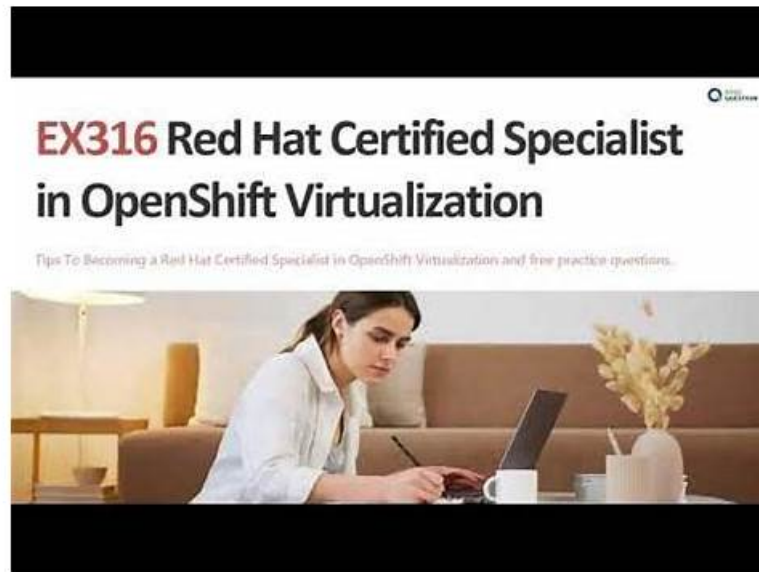 EX316 Red Hat Certified Specialist
in OpenShift Virtualization
Tips To Becoming a Red Hat Certified Specialist in OpenShift Virtualization and free practice questions.